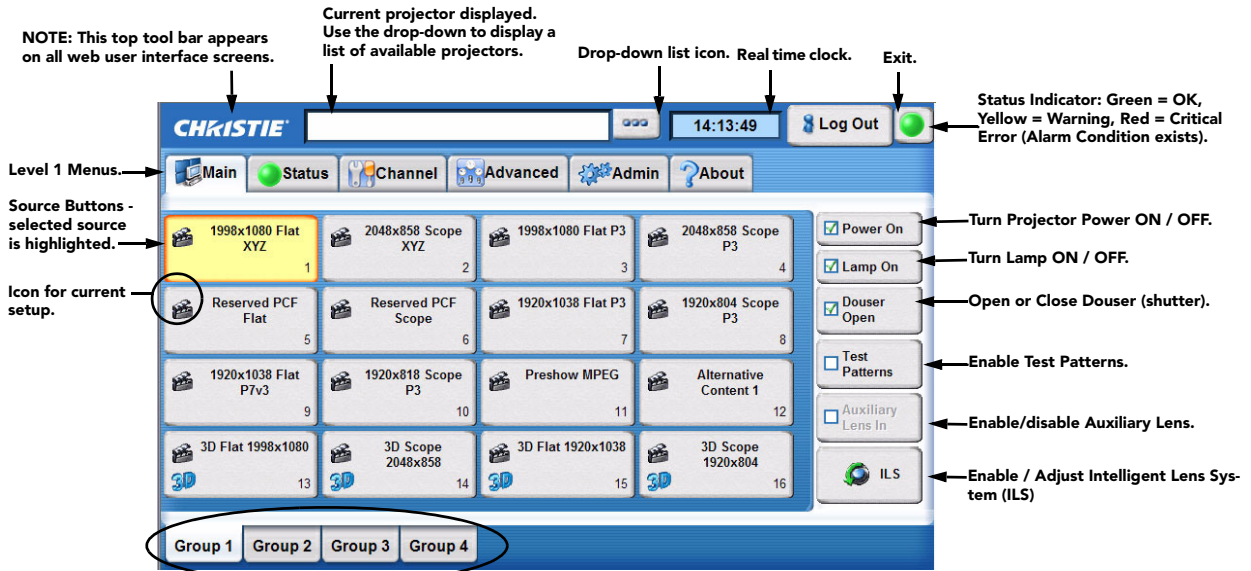 Current projector displayed.
Use the drop-down to display a
list of available projectors.
NOTE: This top tool bar appears
on all web user interface screens.
Drop-down list icon.
Real time clock.
Exit.
Status Indicator: Green = OK,
Yellow = Warning, Red = Critical
Error (Alarm Condition exists).
CHRISTIE
14:13:49
Log Out
Level 1 Menus.
Main
Status
Channel
Advanced
Admin
About
Source Buttons -
selected source
is highlighted.
Icon for current
setup.
1998x1080 Flat
XYZ
1
2048x858 Scope
XYZ
2
1998x1080 Flat P3
3
2048x858 Scope
P3
4
Reserved PCF
Flat
5
Reserved PCF
Scope
6
1920x1038 Flat P3
7
1920x804 Scope
P3
8
1920x1038 Flat
P7v3
9
1920x818 Scope
P3
10
Preshow MPEG
11
Alternative
Content 1
12
3D Flat 1998x1080
3D
13
3D Scope
2048x858
3D
14
3D Flat 1920x1038
3D
15
3D Scope
1920x804
3D
16
Power On
Turn Projector Power ON / OFF.
Lamp On
Turn Lamp ON / OFF.
Douser
Open
Open or Close Douser (shutter).
Test
Patterns
Enable Test Patterns.
Auxiliary
Lens In
Enable/disable Auxiliary Lens.
ILS
Enable / Adjust Intelligent Lens Sys-
tem (ILS)
Group 1
Group 2
Group 3
Group 4